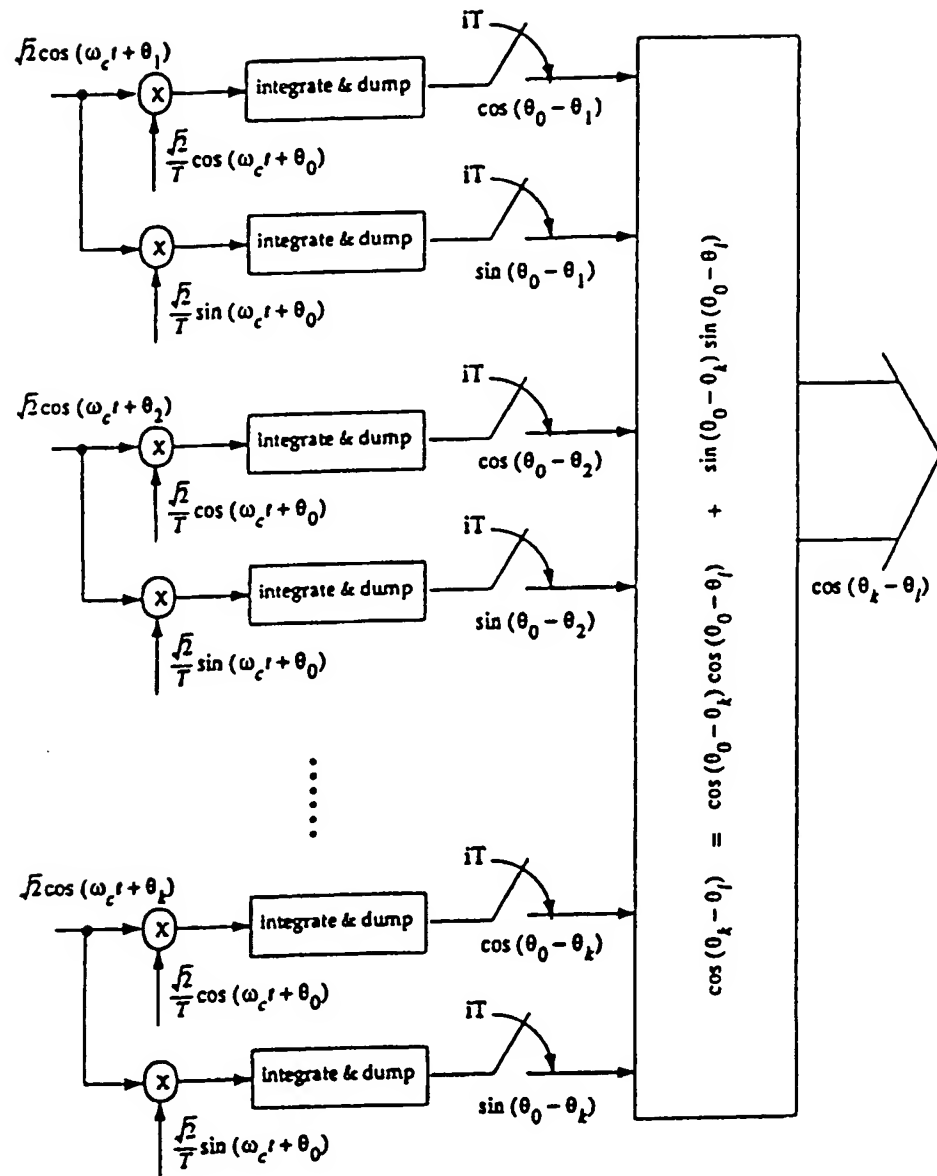 √2 cos (ω_c t + θ_1)
X
integrate & dump
iT
cos (θ_0 − θ_1)
√2/T cos (ω_c t + θ_0)
X
integrate & dump
iT
sin (θ_0 − θ_1)
√2/T sin (ω_c t + θ_0)
√2 cos (ω_c t + θ_2)
X
integrate & dump
iT
cos (θ_0 − θ_2)
√2/T cos (ω_c t + θ_0)
X
integrate & dump
iT
sin (θ_0 − θ_2)
√2/T sin (ω_c t + θ_0)
√2 cos (ω_c t + θ_k)
X
integrate & dump
iT
cos (θ_0 − θ_k)
√2/T cos (ω_c t + θ_0)
X
integrate & dump
iT
sin (θ_0 − θ_k)
√2/T sin (ω_c t + θ_0)
cos (θ_k − θ_l) = cos (θ_0 − θ_k) cos (θ_0 − θ_l) + sin (θ_0 − θ_k) sin (θ_0 − θ_l)
cos (θ_k − θ_l)